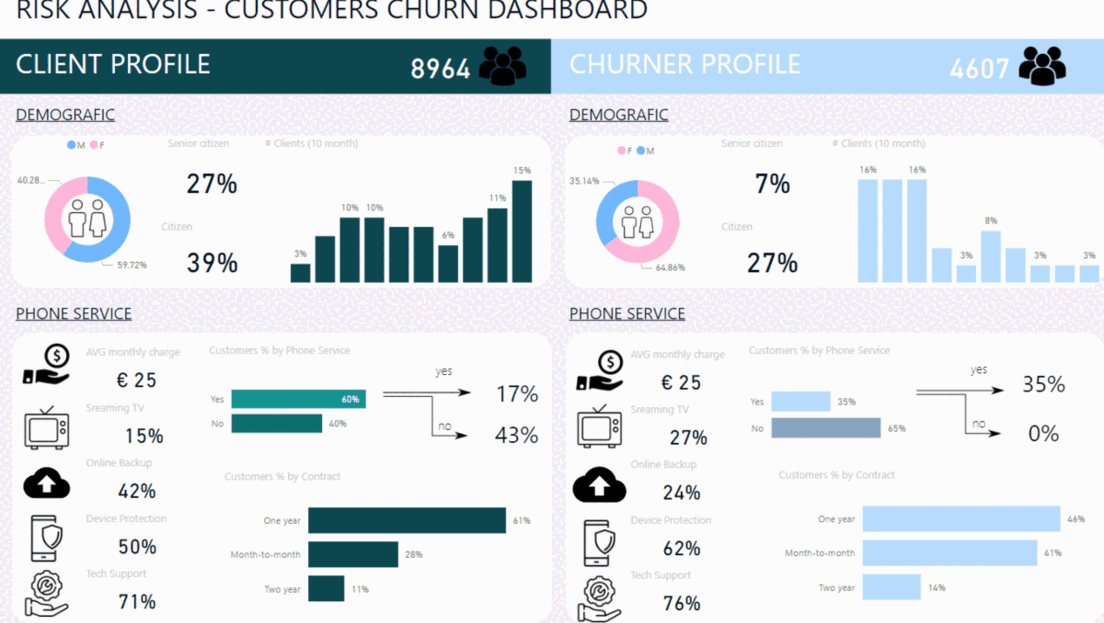 RISK ANALYSIS - CUSTOMERS CHURN DASHBOARD
CLIENT PROFILE
8964
DEMOGRAFIC
M F
Senior citizen
# Clients (10 month)
40.28...
59.72%
27%
Citizen
39%
3%
10%
10%
6%
11%
15%
PHONE SERVICE
AVG monthly charge
€ 25
Sreaming TV
15%
Online Backup
42%
Device Protection
50%
Tech Support
71%
Customers % by Phone Service
Yes
60%
No
40%
yes
17%
no
43%
Customers % by Contract
One year
61%
Month-to-month
28%
Two year
11%
CHURNER PROFILE
4607
DEMOGRAFIC
F M
Senior citizen
# Clients (10 month)
35.14%
64.86%
7%
Citizen
27%
16%
16%
3%
8%
3%
3%
PHONE SERVICE
AVG monthly charge
€ 25
Sreaming TV
27%
Online Backup
24%
Device Protection
62%
Tech Support
76%
Customers % by Phone Service
Yes
35%
No
65%
yes
35%
no
0%
Customers % by Contract
One year
46%
Month-to-month
41%
Two year
14%